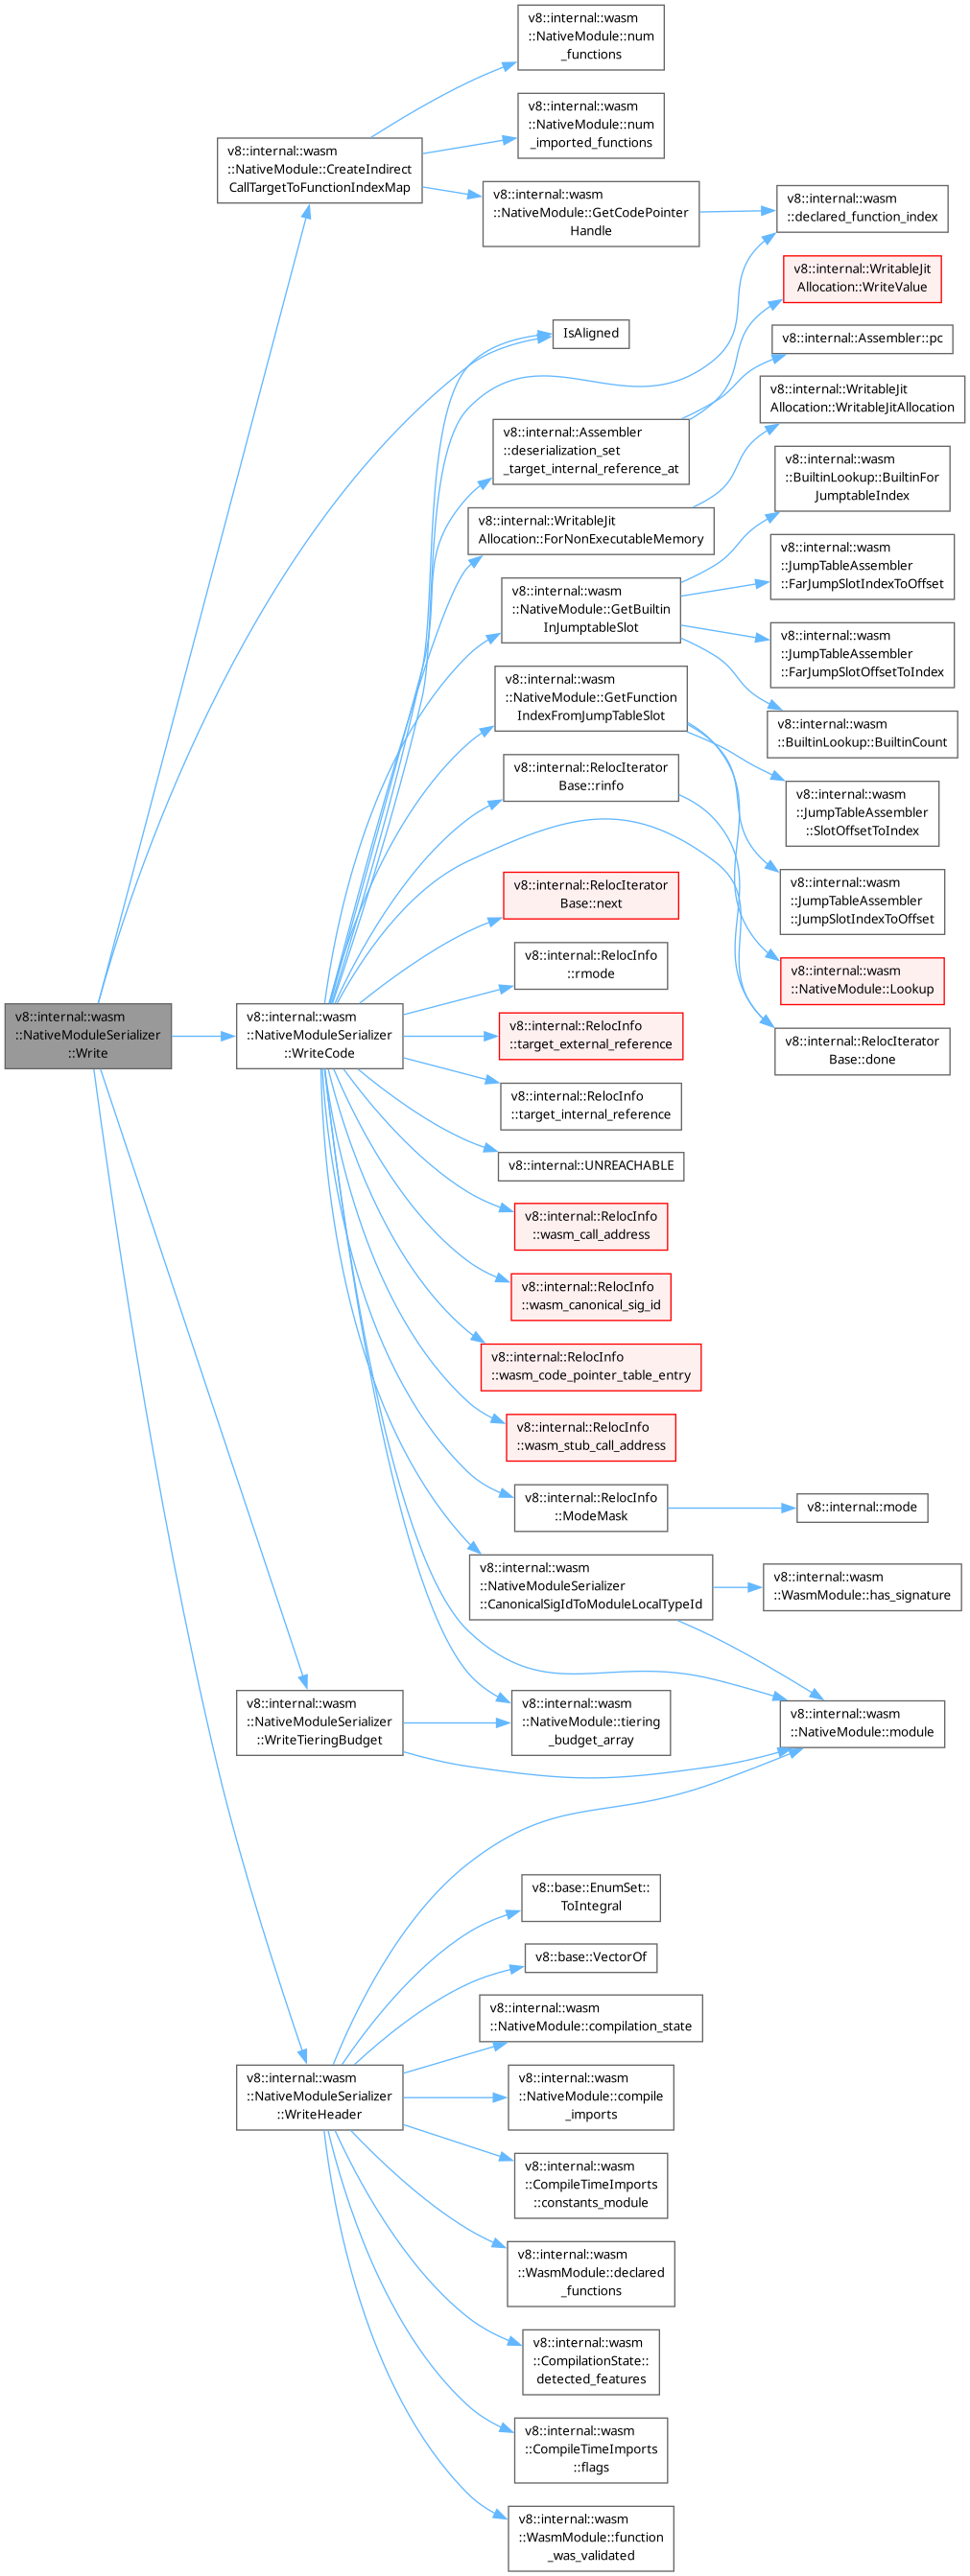 v8::internal::wasm
::NativeModule::num
_functions
v8::internal::wasm
::NativeModule::num
_imported_functions
v8::internal::wasm
::NativeModule::CreateIndirect
CallTargetToFunctionIndexMap
v8::internal::wasm
::NativeModule::GetCodePointer
Handle
v8::internal::wasm
::declared_function_index
v8::internal::WritableJit
Allocation::WriteValue
IsAligned
v8::internal::Assembler::pc
v8::internal::WritableJit
Allocation::WritableJitAllocation
v8::internal::Assembler
::deserialization_set
_target_internal_reference_at
v8::internal::wasm
::BuiltinLookup::BuiltinFor
JumptableIndex
v8::internal::WritableJit
Allocation::ForNonExecutableMemory
v8::internal::wasm
::JumpTableAssembler
::FarJumpSlotIndexToOffset
v8::internal::wasm
::NativeModule::GetBuiltin
InJumptableSlot
v8::internal::wasm
::JumpTableAssembler
::FarJumpSlotOffsetToIndex
v8::internal::wasm
::NativeModule::GetFunction
IndexFromJumpTableSlot
v8::internal::wasm
::BuiltinLookup::BuiltinCount
v8::internal::RelocIterator
Base::rinfo
v8::internal::wasm
::JumpTableAssembler
::SlotOffsetToIndex
v8::internal::RelocIterator
Base::next
v8::internal::wasm
::JumpTableAssembler
::JumpSlotIndexToOffset
v8::internal::RelocInfo
::rmode
v8::internal::wasm
::NativeModule::Lookup
v8::internal::wasm
::NativeModuleSerializer
::Write
v8::internal::wasm
::NativeModuleSerializer
::WriteCode
v8::internal::RelocInfo
::target_external_reference
v8::internal::RelocIterator
Base::done
v8::internal::RelocInfo
::target_internal_reference
v8::internal::UNREACHABLE
v8::internal::RelocInfo
::wasm_call_address
v8::internal::RelocInfo
::wasm_canonical_sig_id
v8::internal::RelocInfo
::wasm_code_pointer_table_entry
v8::internal::RelocInfo
::wasm_stub_call_address
v8::internal::RelocInfo
::ModeMask
v8::internal::mode
v8::internal::wasm
::NativeModuleSerializer
::CanonicalSigIdToModuleLocalTypeId
v8::internal::wasm
::WasmModule::has_signature
v8::internal::wasm
::NativeModuleSerializer
::WriteTieringBudget
v8::internal::wasm
::NativeModule::tiering
_budget_array
v8::internal::wasm
::NativeModule::module
v8::base::EnumSet::
ToIntegral
v8::base::VectorOf
v8::internal::wasm
::NativeModule::compilation_state
v8::internal::wasm
::NativeModuleSerializer
::WriteHeader
v8::internal::wasm
::NativeModule::compile
_imports
v8::internal::wasm
::CompileTimeImports
::constants_module
v8::internal::wasm
::WasmModule::declared
_functions
v8::internal::wasm
::CompilationState::
detected_features
v8::internal::wasm
::CompileTimeImports
::flags
v8::internal::wasm
::WasmModule::function
_was_validated